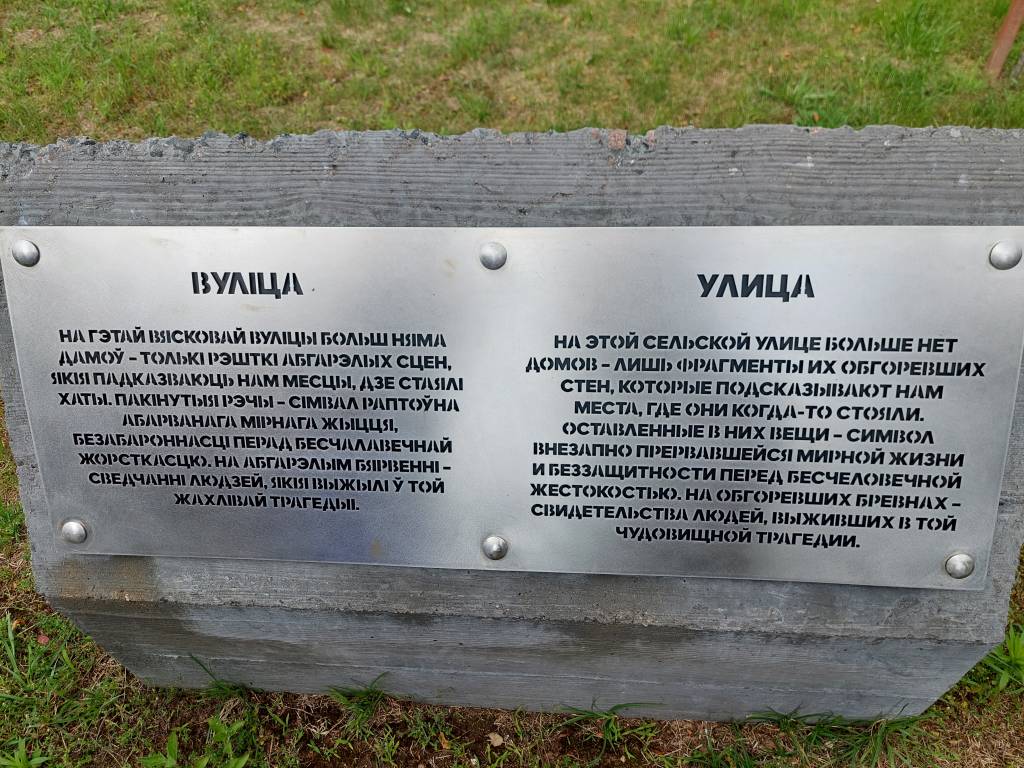 ВУЛІЦА
НА ГЭТАЙ ВЯСКОВАЙ ВУЛІЦЫ БОЛЬШ НЯМА
ДАМОЎ – ТОЛЬКІ РЭШТКІ АБГАРЭЛЫХ СЦЕН,
ЯКІЯ ПАДКАЗВАЮЦЬ НАМ МЕСЦЫ, ДЗЕ СТАЯЛІ
ХАТЫ. ПАКІНУТЫЯ РЭЧЫ – СІМВАЛ РАПТОЎНА
АБАРВАНАГА МІРНАГА ЖЫЦЦЯ,
БЕЗАБАРОННАСЦІ ПЕРАД БЕСЧАЛАВЕЧНАЙ
ЖОРСТКАСЦЮ. НА АБГАРЭЛЫМ БЯРВЕННІ –
СВЕДЧАННІ ЛЮДЗЕЙ, ЯКІЯ ВЫЖЫЛІ Ў ТОЙ
ЖАХЛІВАЙ ТРАГЕДЫІ.
УЛИЦА
НА ЭТОЙ СЕЛЬСКОЙ УЛИЦЕ БОЛЬШЕ НЕТ
ДОМОВ – ЛИШЬ ФРАГМЕНТЫ ИХ ОБГОРЕВШИХ
СТЕН, КОТОРЫЕ ПОДСКАЗЫВАЮТ НАМ
МЕСТА, ГДЕ ОНИ КОГДА-ТО СТОЯЛИ.
ОСТАВЛЕННЫЕ В НИХ ВЕЩИ – СИМВОЛ
ВНЕЗАПНО ПРЕРВАВШЕЙСЯ МИРНОЙ ЖИЗНИ
И БЕЗЗАЩИТНОСТИ ПЕРЕД БЕСЧЕЛОВЕЧНОЙ
ЖЕСТОКОСТЬЮ. НА ОБГОРЕВШИХ БРЕВНАХ –
СВИДЕТЕЛЬСТВА ЛЮДЕЙ, ВЫЖИВШИХ В ТОЙ
ЧУДОВИЩНОЙ ТРАГЕДИИ.